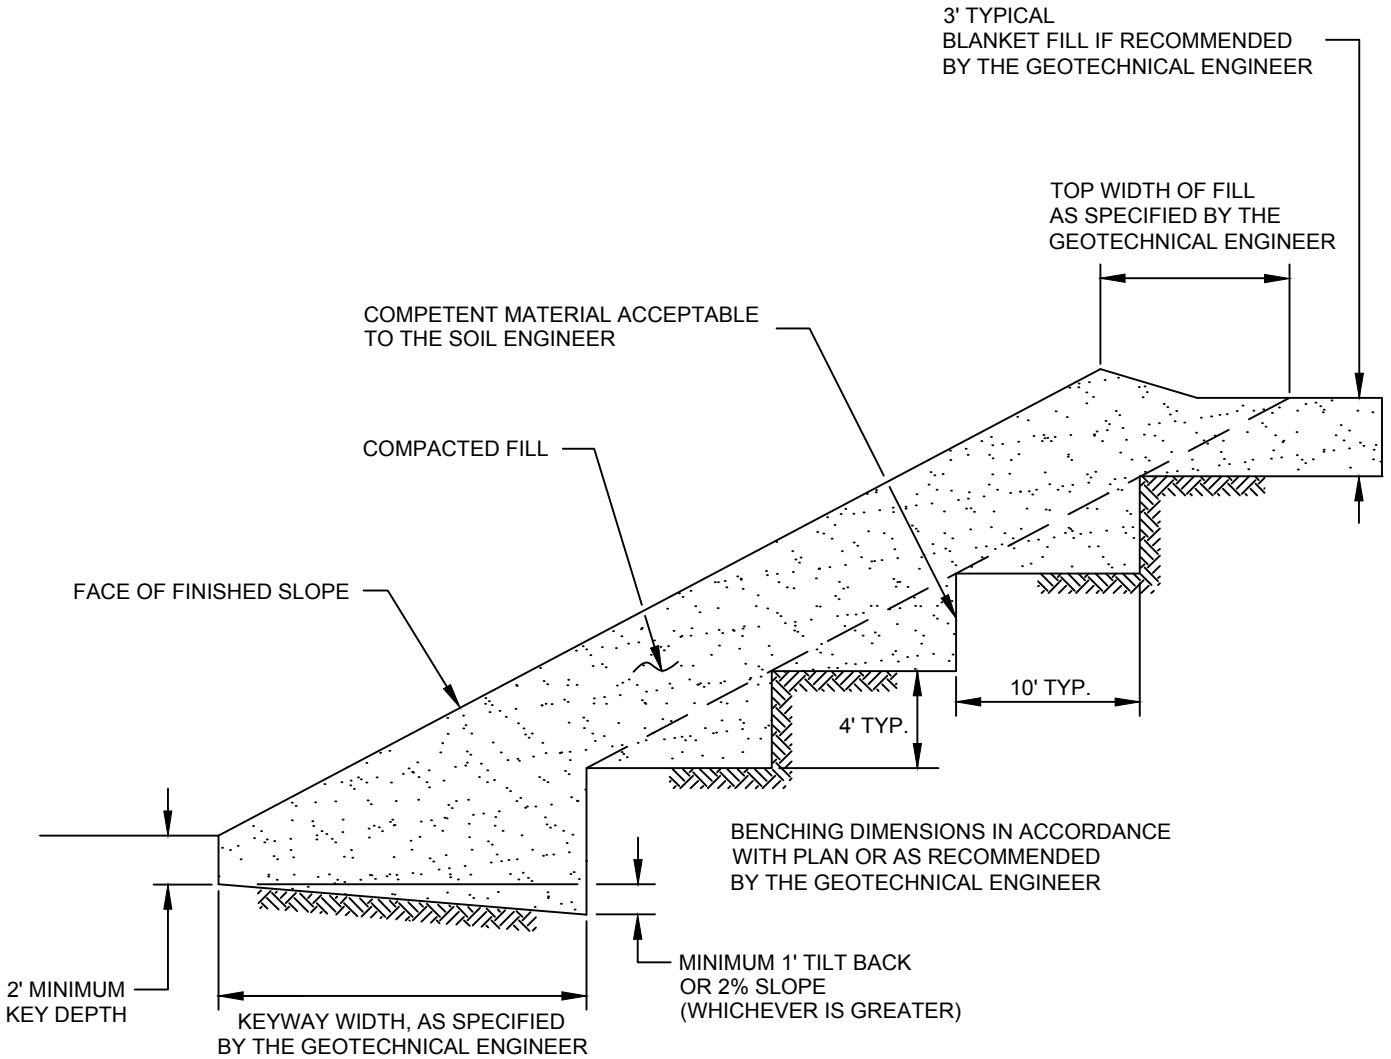 3' TYPICAL
BLANKET FILL IF RECOMMENDED
BY THE GEOTECHNICAL ENGINEER
TOP WIDTH OF FILL
AS SPECIFIED BY THE
GEOTECHNICAL ENGINEER
COMPETENT MATERIAL ACCEPTABLE
TO THE SOIL ENGINEER
COMPACTED FILL
FACE OF FINISHED SLOPE
10' TYP.
4' TYP.
BENCHING DIMENSIONS IN ACCORDANCE
WITH PLAN OR AS RECOMMENDED
BY THE GEOTECHNICAL ENGINEER
MINIMUM 1' TILT BACK
OR 2% SLOPE
(WHICHEVER IS GREATER)
2' MINIMUM
KEY DEPTH
KEYWAY WIDTH, AS SPECIFIED
BY THE GEOTECHNICAL ENGINEER